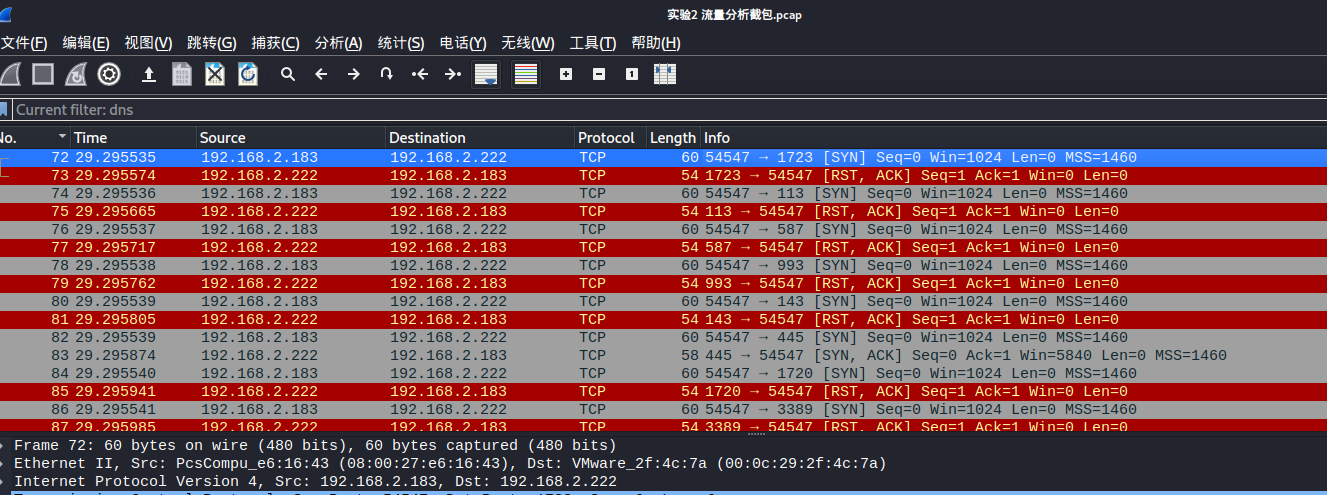 实验2 流量分析截包.pcap
文件(F) 编辑(E) 视图(V) 跳转(G) 捕获(C) 分析(A) 统计(S) 电话(Y) 无线(W) 工具(T) 帮助(H)
Current filter: dns
No. Time Source Destination Protocol Length Info
72 29.295535 192.168.2.183 192.168.2.222 TCP 60 54547 → 1723 [SYN] Seq=0 Win=1024 Len=0 MSS=1460
73 29.295574 192.168.2.222 192.168.2.183 TCP 54 1723 → 54547 [RST, ACK] Seq=1 Ack=1 Win=0 Len=0
74 29.295536 192.168.2.183 192.168.2.222 TCP 60 54547 → 113 [SYN] Seq=0 Win=1024 Len=0 MSS=1460
75 29.295665 192.168.2.222 192.168.2.183 TCP 54 113 → 54547 [RST, ACK] Seq=1 Ack=1 Win=0 Len=0
76 29.295537 192.168.2.183 192.168.2.222 TCP 60 54547 → 587 [SYN] Seq=0 Win=1024 Len=0 MSS=1460
77 29.295717 192.168.2.222 192.168.2.183 TCP 54 587 → 54547 [RST, ACK] Seq=1 Ack=1 Win=0 Len=0
78 29.295538 192.168.2.183 192.168.2.222 TCP 60 54547 → 993 [SYN] Seq=0 Win=1024 Len=0 MSS=1460
79 29.295762 192.168.2.222 192.168.2.183 TCP 54 993 → 54547 [RST, ACK] Seq=1 Ack=1 Win=0 Len=0
80 29.295539 192.168.2.183 192.168.2.222 TCP 60 54547 → 143 [SYN] Seq=0 Win=1024 Len=0 MSS=1460
81 29.295805 192.168.2.222 192.168.2.183 TCP 54 143 → 54547 [RST, ACK] Seq=1 Ack=1 Win=0 Len=0
82 29.295539 192.168.2.183 192.168.2.222 TCP 60 54547 → 445 [SYN] Seq=0 Win=1024 Len=0 MSS=1460
83 29.295874 192.168.2.222 192.168.2.183 TCP 58 445 → 54547 [SYN, ACK] Seq=0 Ack=1 Win=5840 Len=0 MSS=1460
84 29.295540 192.168.2.183 192.168.2.222 TCP 60 54547 → 1720 [SYN] Seq=0 Win=1024 Len=0 MSS=1460
85 29.295941 192.168.2.222 192.168.2.183 TCP 54 1720 → 54547 [RST, ACK] Seq=1 Ack=1 Win=0 Len=0
86 29.295541 192.168.2.183 192.168.2.222 TCP 60 54547 → 3389 [SYN] Seq=0 Win=1024 Len=0 MSS=1460
87 29.295985 192.168.2.222 192.168.2.183 TCP 54 3389 → 54547 [RST, ACK] Seq=1 Ack=1 Win=0 Len=0
Frame 72: 60 bytes on wire (480 bits), 60 bytes captured (480 bits)
Ethernet II, Src: PcsCompu_e6:16:43 (08:00:27:e6:16:43), Dst: VMware_2f:4c:7a (00:0c:29:2f:4c:7a)
Internet Protocol Version 4, Src: 192.168.2.183, Dst: 192.168.2.222